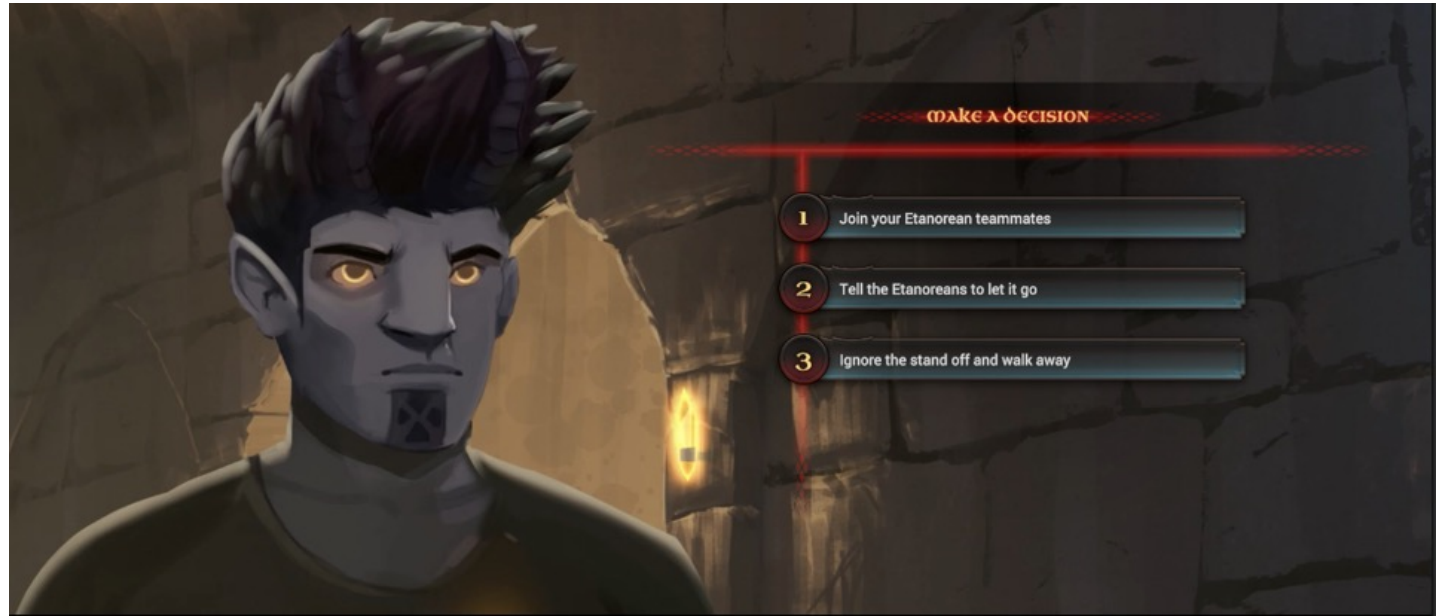 MAKE A DECISION
1 Join your Etanorean teammates
2 Tell the Etanoreans to let it go
3 Ignore the stand off and walk away